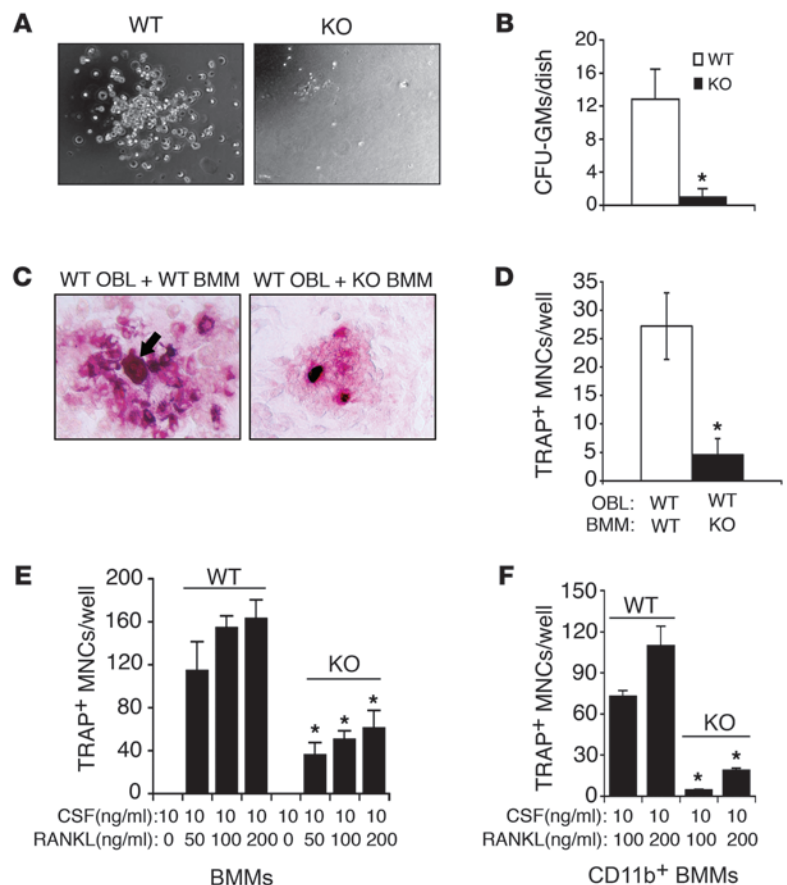 A
WT
KO
B
CFU-GMs/dish
20
16
12
8
4
0
WT
KO
*
C
WT OBL + WT BMM
WT OBL + KO BMM
D
TRAP+ MNCs/well
35
30
25
20
15
10
5
0
*
OBL: WT WT
BMM: WT KO
E
TRAP+ MNCs/well
200
160
120
80
40
0
WT
KO
* * *
CSF(ng/ml): 10 10 10 10 10 10 10 10
RANKL(ng/ml): 0 50 100 200 0 50 100 200
BMMs
F
TRAP+ MNCs/well
150
120
90
60
30
0
WT
KO
* *
CSF(ng/ml): 10 10 10 10
RANKL(ng/ml): 100 200 100 200
CD11b+ BMMs